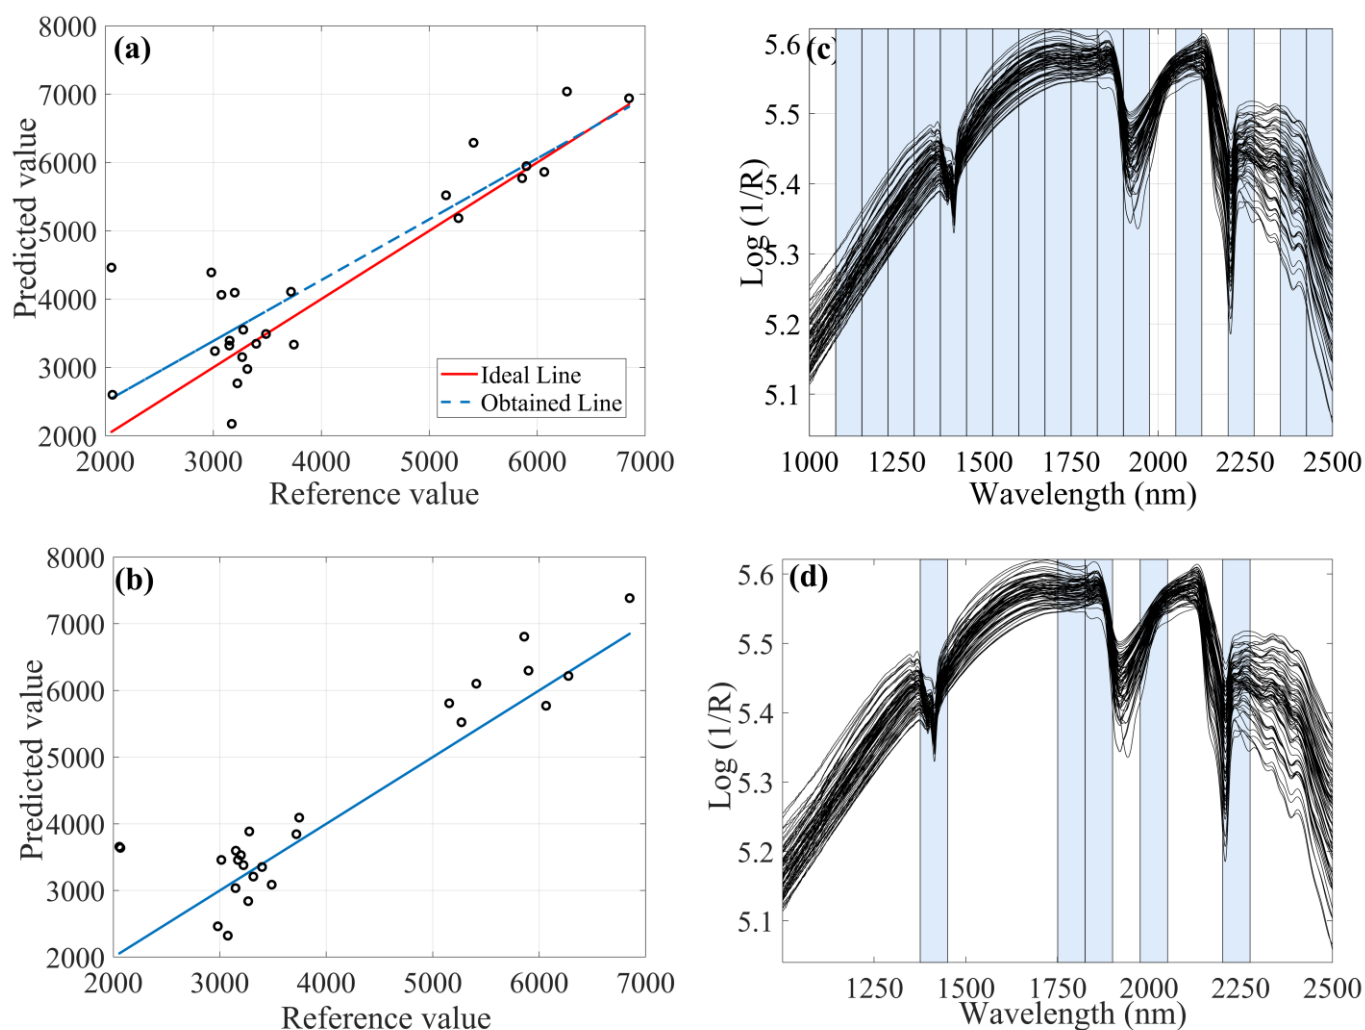 (a)
8000
7000
6000
5000
4000
3000
2000
Predicted value
Ideal Line
Obtained Line
2000 3000 4000 5000 6000 7000
Reference value
(c)
5.6
5.5
5.4
5.3
5.2
5.1
Log (1/R)
1000 1250 1500 1750 2000 2250 2500
Wavelength (nm)
(b)
8000
7000
6000
5000
4000
3000
2000
Predicted value
2000 3000 4000 5000 6000 7000
Reference value
(d)
5.6
5.5
5.4
5.3
5.2
5.1
Log (1/R)
1250 1500 1750 2000 2250 2500
Wavelength (nm)